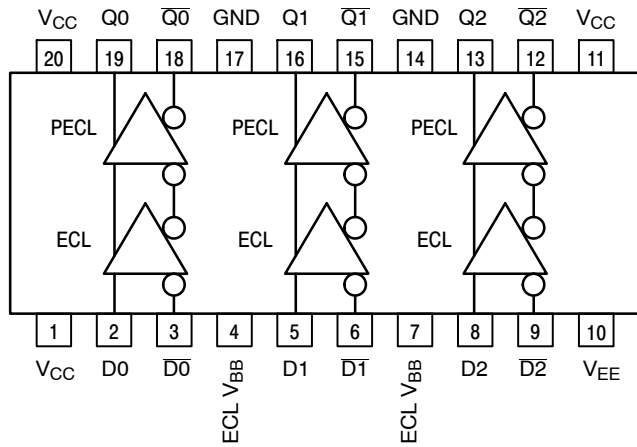 VCC Q0 Q0 GND Q1 Q1 GND Q2 Q2 VCC
20 19 18 17 16 15 14 13 12 11
PECL PECL PECL
ECL ECL ECL
1 2 3 4 5 6 7 8 9 10
VCC D0 D0 ECL VBB D1 D1 ECL VBB D2 D2 VEE